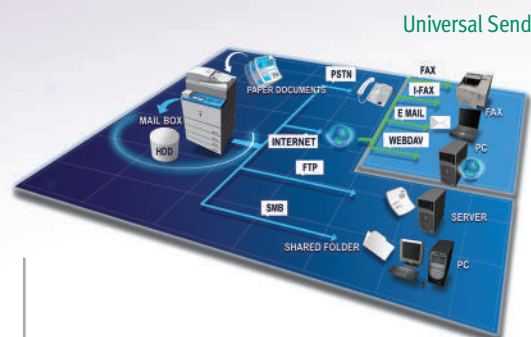 Universal Send
PSTN
FAX
I-FAX
PAPER DOCUMENTS
FAX
E MAIL
MAIL BOX
INTERNET
WEBDAV
PC
HDD
FTP
SMB
SERVER
SHARED FOLDER
PC